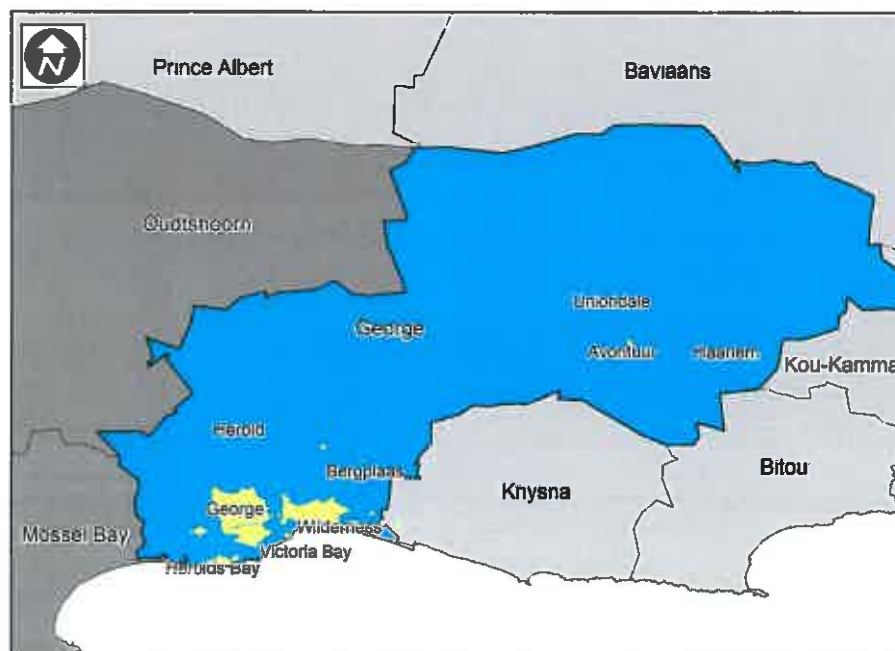 N
Prince Albert
Baviaans
Oudtshoorn
Uniondale
George
Avontuur
Haarlem
Kou-Kamma
Herold
Bergplaas
Knysna
Bitou
George
Wilderness
Mossel Bay
Victoria Bay
Herolds Bay